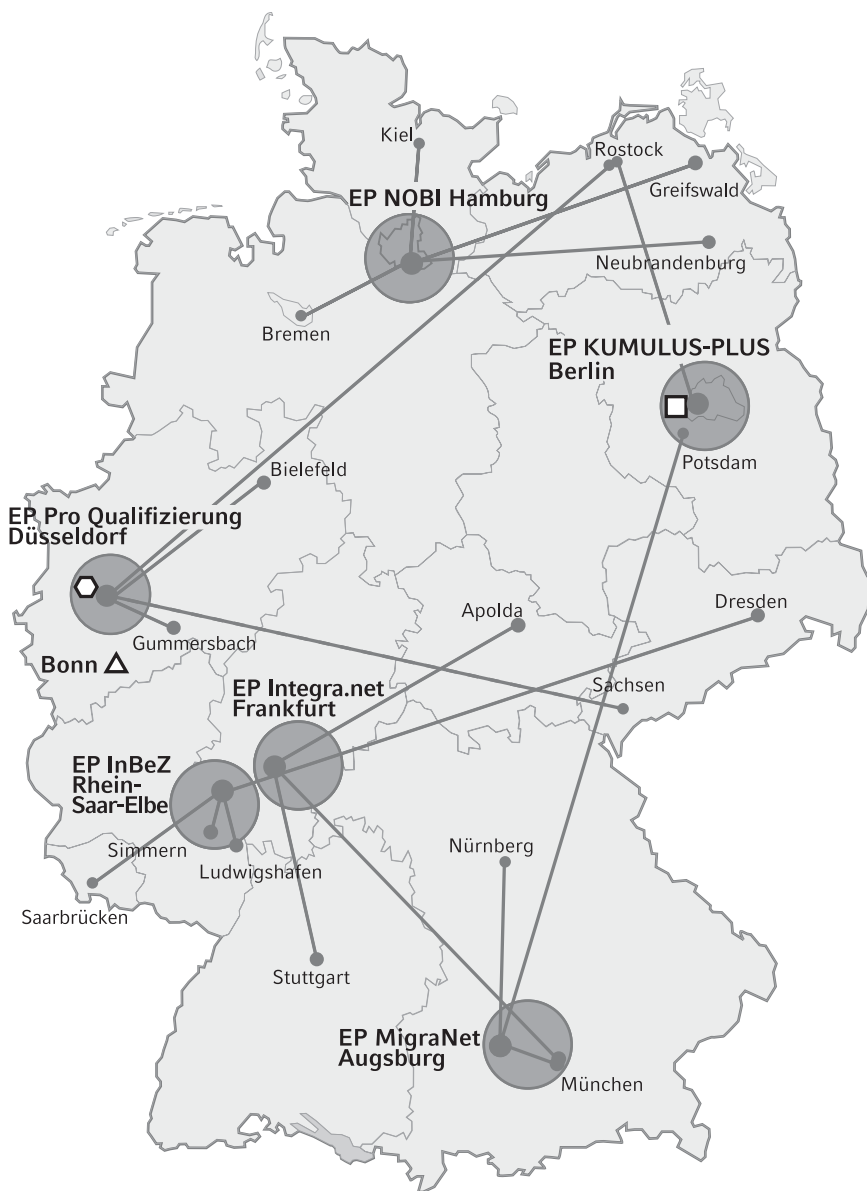 Kiel
Rostock
Greifswald
EP NOBI Hamburg
Neubrandenburg
Bremen
EP KUMULUS-PLUS
Berlin
Potsdam
Bielefeld
EP Pro Qualifizierung
Düsseldorf
Gummersbach
Apolda
Dresden
Bonn
EP Integra.net
Frankfurt
Sachsen
EP InBeZ
Rhein-
Saar-Elbe
Simmern
Ludwigshafen
Nürnberg
Saarbrücken
Stuttgart
EP MigraNet
Augsburg
München